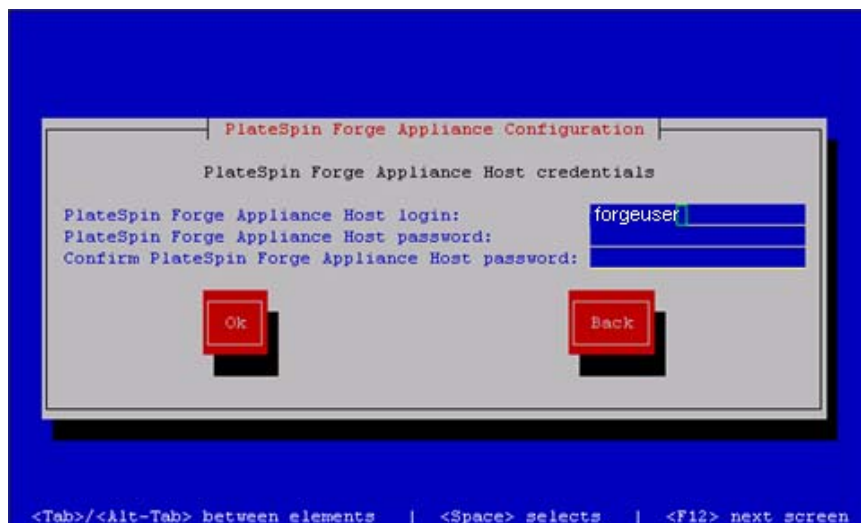 PlateSpin Forge Appliance Configuration
PlateSpin Forge Appliance Host credentials
PlateSpin Forge Appliance Host login: forgeuser
PlateSpin Forge Appliance Host password:
Confirm PlateSpin Forge Appliance Host password:
Ok Back
<Tab>/<Alt-Tab> between elements | <Space> selects | <F12> next screen